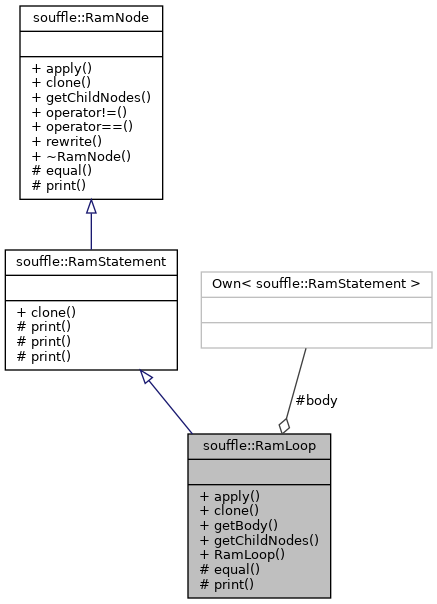 souffle::RamNode
+ apply()
+ clone()
+ getChildNodes()
+ operator!=()
+ operator==()
+ rewrite()
+ ~RamNode()
# equal()
# print()
souffle::RamStatement
+ clone()
# print()
# print()
# print()
Own< souffle::RamStatement >
#body
souffle::RamLoop
+ apply()
+ clone()
+ getBody()
+ getChildNodes()
+ RamLoop()
# equal()
# print()